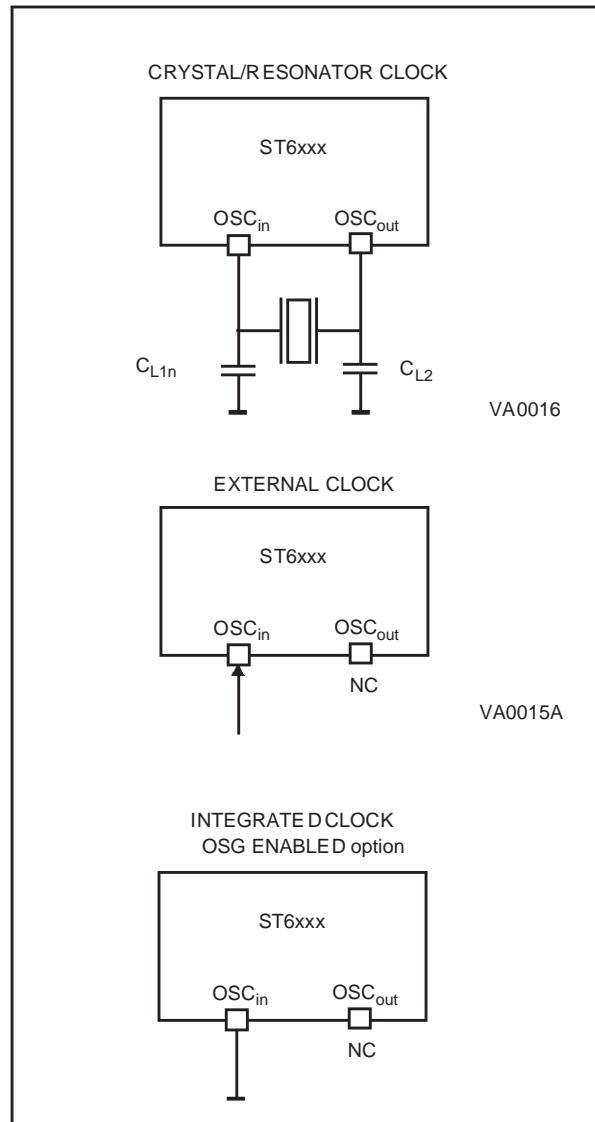 CRYSTAL/RESONATOR CLOCK
ST6xxx
OSCin OSCout
CL1n CL2
VA0016
EXTERNAL CLOCK
ST6xxx
OSCin OSCout
NC
VA0015A
INTEGRATED CLOCK
OSG ENABLED option
ST6xxx
OSCin OSCout
NC